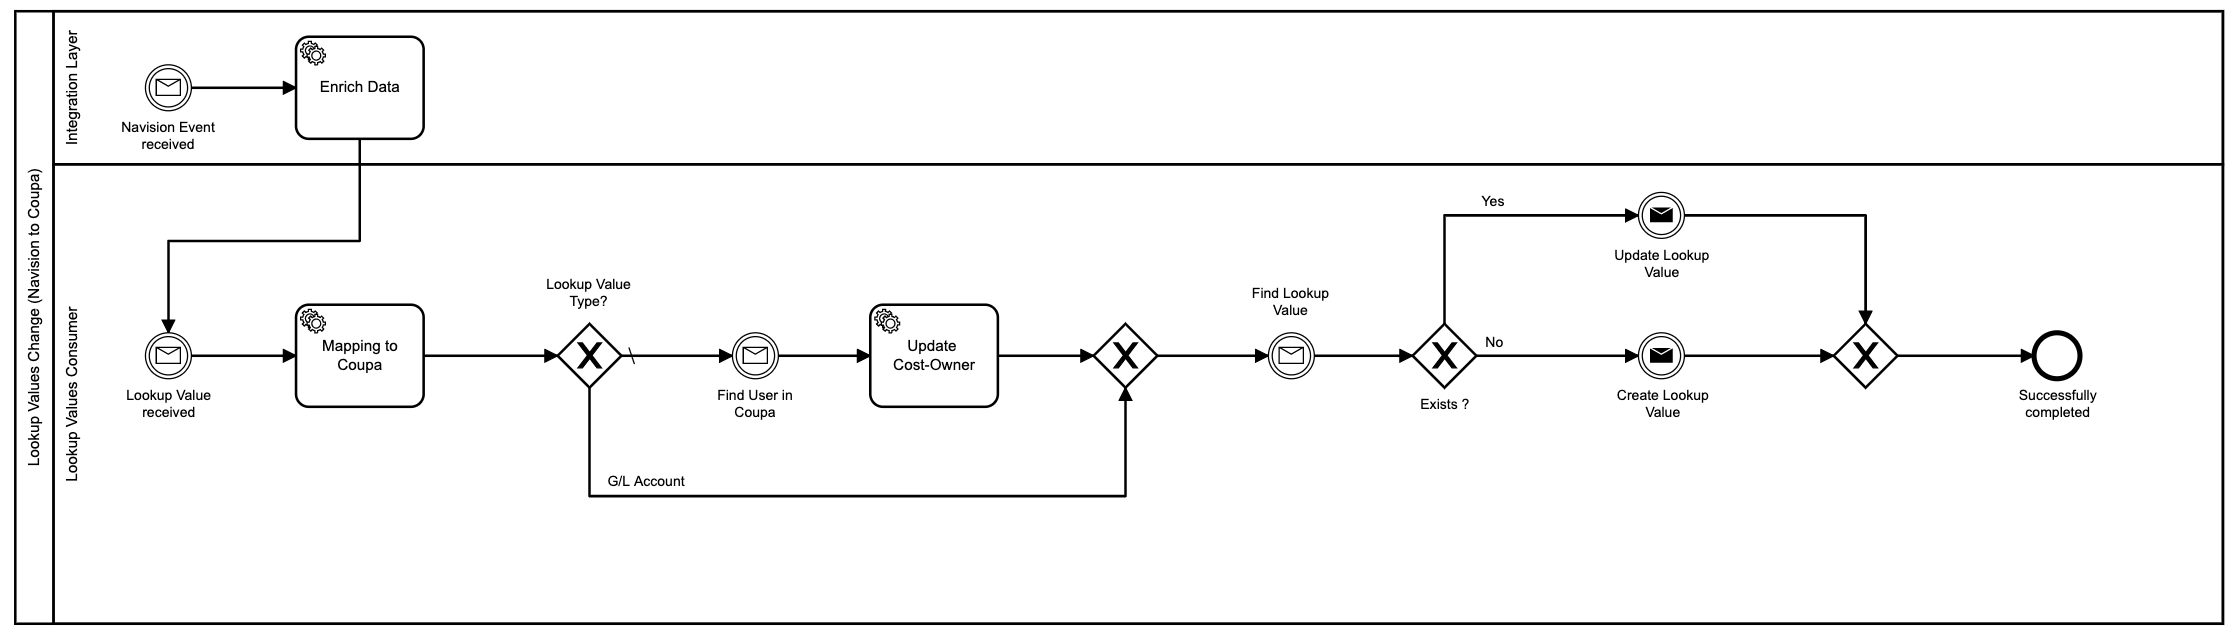 Lookup Values Change (Navision to Coupa)
Integration Layer
Enrich Data
Navision Event
received
Lookup Values Consumer
Lookup Value
received
Mapping to
Coupa
Lookup Value
Type?
G/L Account
Find User in
Coupa
Update
Cost-Owner
Find Lookup
Value
Exists ?
Yes
Update Lookup
Value
No
Create Lookup
Value
Successfully
completed